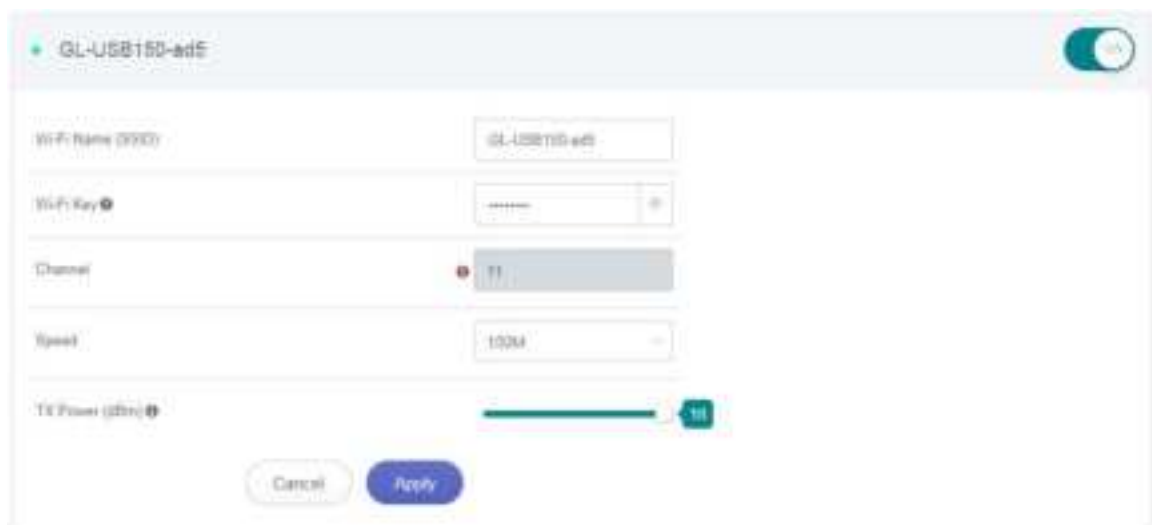 GL-USB150-ad5
Wi-Fi Name (SSID)
GL-USB150-ad5
Wi-Fi Key
••••••••
Channel
11
Speed
TX Power (dBm)
Cancel
Apply